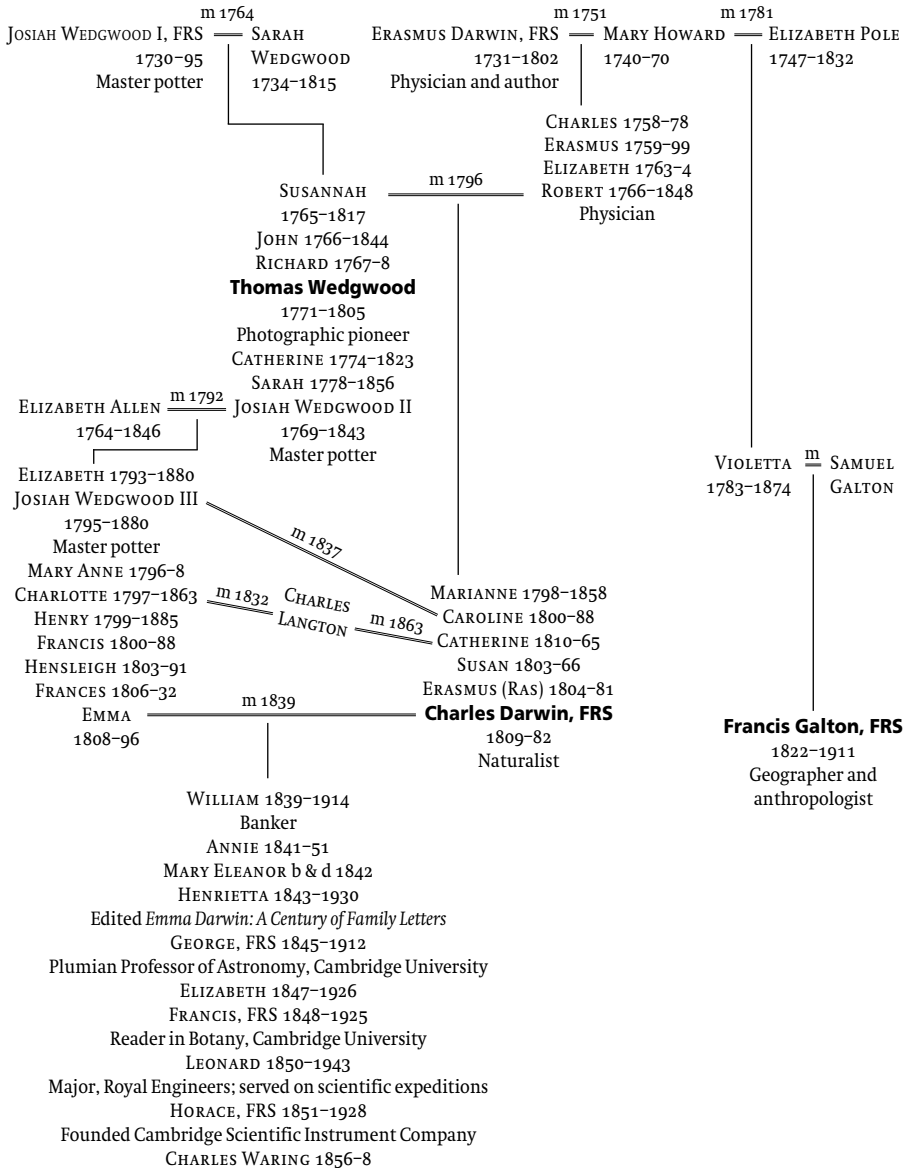 m 1764
JOSIAH WEDGWOOD I, FRS
1730–95
Master potter
SARAH
WEDGWOOD
1734–1815
m 1751
ERASMUS DARWIN, FRS
1731–1802
Physician and author
MARY HOWARD
1740–70
m 1781
ELIZABETH POLE
1747–1832
CHARLES 1758–78
ERASMUS 1759–99
ELIZABETH 1763–4
ROBERT 1766–1848
Physician
m 1796
SUSANNAH
1765–1817
JOHN 1766–1844
RICHARD 1767–8
Thomas Wedgwood
1771–1805
Photographic pioneer
CATHERINE 1774–1823
SARAH 1778–1856
JOSIAH WEDGWOOD II
1769–1843
Master potter
m 1792
ELIZABETH ALLEN
1764–1846
ELIZABETH 1793–1880
JOSIAH WEDGWOOD III
1795–1880
Master potter
MARY ANNE 1796–8
CHARLOTTE 1797–1863
HENRY 1799–1885
FRANCIS 1800–88
HENSLEIGH 1803–91
FRANCES 1806–32
EMMA
1808–96
m 1837
m 1832
CHARLES
LANGTON
m 1863
MARIANNE 1798–1858
CAROLINE 1800–88
CATHERINE 1810–65
SUSAN 1803–66
ERASMUS (RAS) 1804–81
Charles Darwin, FRS
1809–82
Naturalist
m 1839
VIOLETTA
1783–1874
m
SAMUEL
GALTON
Francis Galton, FRS
1822–1911
Geographer and
anthropologist
WILLIAM 1839–1914
Banker
ANNIE 1841–51
MARY ELEANOR b & d 1842
HENRIETTA 1843–1930
Edited Emma Darwin: A Century of Family Letters
GEORGE, FRS 1845–1912
Plumian Professor of Astronomy, Cambridge University
ELIZABETH 1847–1926
FRANCIS, FRS 1848–1925
Reader in Botany, Cambridge University
LEONARD 1850–1943
Major, Royal Engineers; served on scientific expeditions
HORACE, FRS 1851–1928
Founded Cambridge Scientific Instrument Company
CHARLES WARING 1856–8